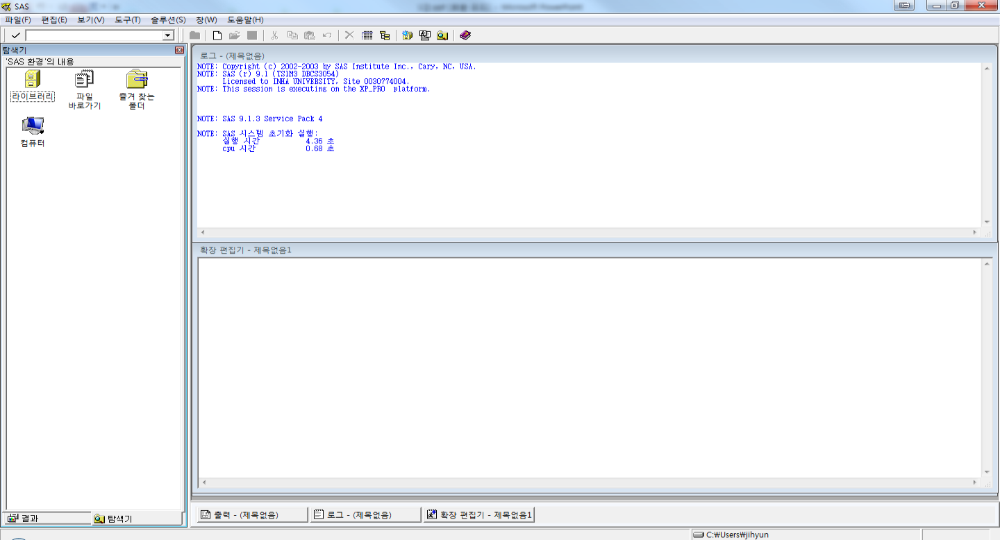 SAS
파일(F) 편집(E) 보기(V) 도구(T) 솔루션(S) 창(W) 도움말(H)
탐색기
'SAS 환경'의 내용
라이브러리
파일
바로가기
즐겨 찾는
폴더
컴퓨터
결과
탐색기
로그 - (제목없음)
NOTE: Copyright (c) 2002-2003 by SAS Institute Inc., Cary, NC, USA.
NOTE: SAS (r) 9.1 (TS1M3 DBCS3054)
Licensed to INHA UNIVERSITY, Site 0030774004.
NOTE: This session is executing on the XP_PRO platform.
NOTE: SAS 9.1.3 Service Pack 4
NOTE: SAS 시스템 초기화 실행:
실행 시간 4.36 초
cpu 시간 0.68 초
확장 편집기 - 제목없음1
출력 - (제목없음)
로그 - (제목없음)
확장 편집기 - 제목없음1
C:₩Users₩jihyun